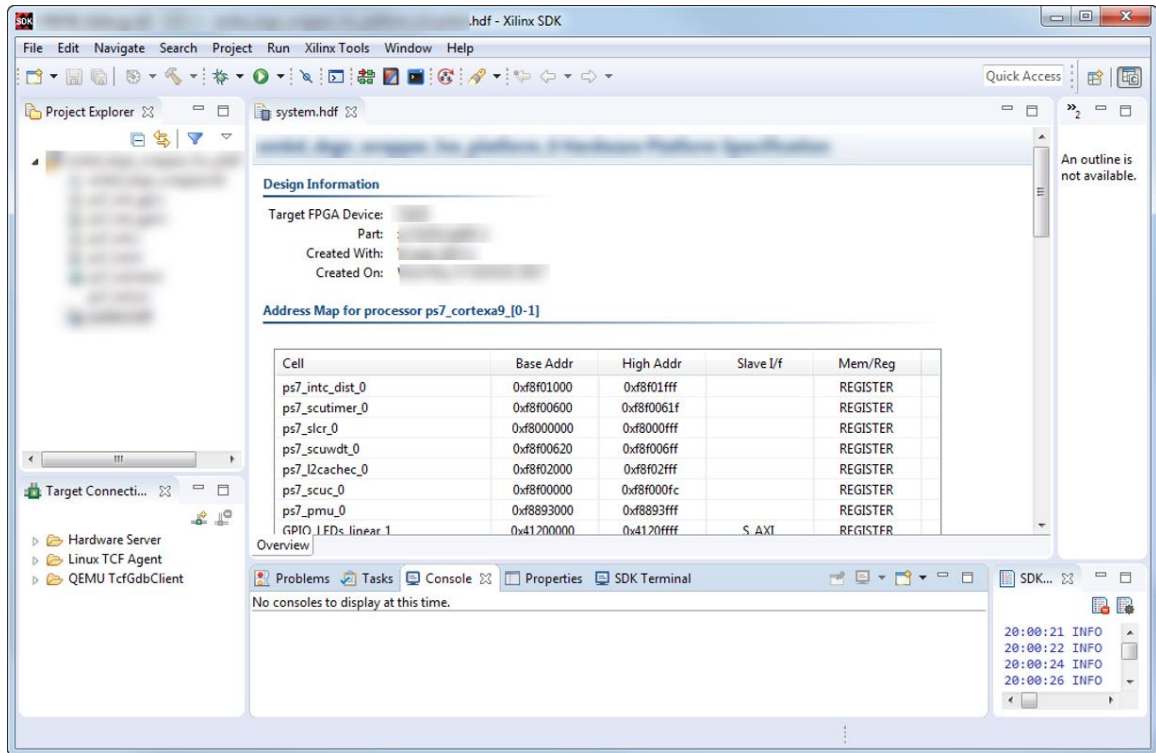 SDK .hdf - Xilinx SDK
File Edit Navigate Search Project Run Xilinx Tools Window Help
Quick Access
Project Explorer
system.hdf
2
An outline is
not available.
Design Information
Target FPGA Device:
Part:
Created With:
Created On:
Address Map for processor ps7_cortexa9_[0-1]
Cell Base Addr High Addr Slave I/f Mem/Reg
ps7_intc_dist_0 0xf8f01000 0xf8f01fff REGISTER
ps7_scutimer_0 0xf8f00600 0xf8f0061f REGISTER
ps7_slcr_0 0xf8000000 0xf8000fff REGISTER
ps7_scuwdt_0 0xf8f00620 0xf8f006ff REGISTER
ps7_l2cachec_0 0xf8f02000 0xf8f02fff REGISTER
ps7_scuc_0 0xf8f00000 0xf8f000fc REGISTER
ps7_pmu_0 0xf8893000 0xf8893fff REGISTER
GPIO_LEDs_linear_1 0x41200000 0x4120ffff S_AXI REGISTER
Overview
Target Connecti...
Hardware Server
Linux TCF Agent
QEMU TcfGdbClient
Problems Tasks Console Properties SDK Terminal
No consoles to display at this time.
SDK...
20:00:21 INFO
20:00:22 INFO
20:00:24 INFO
20:00:26 INFO